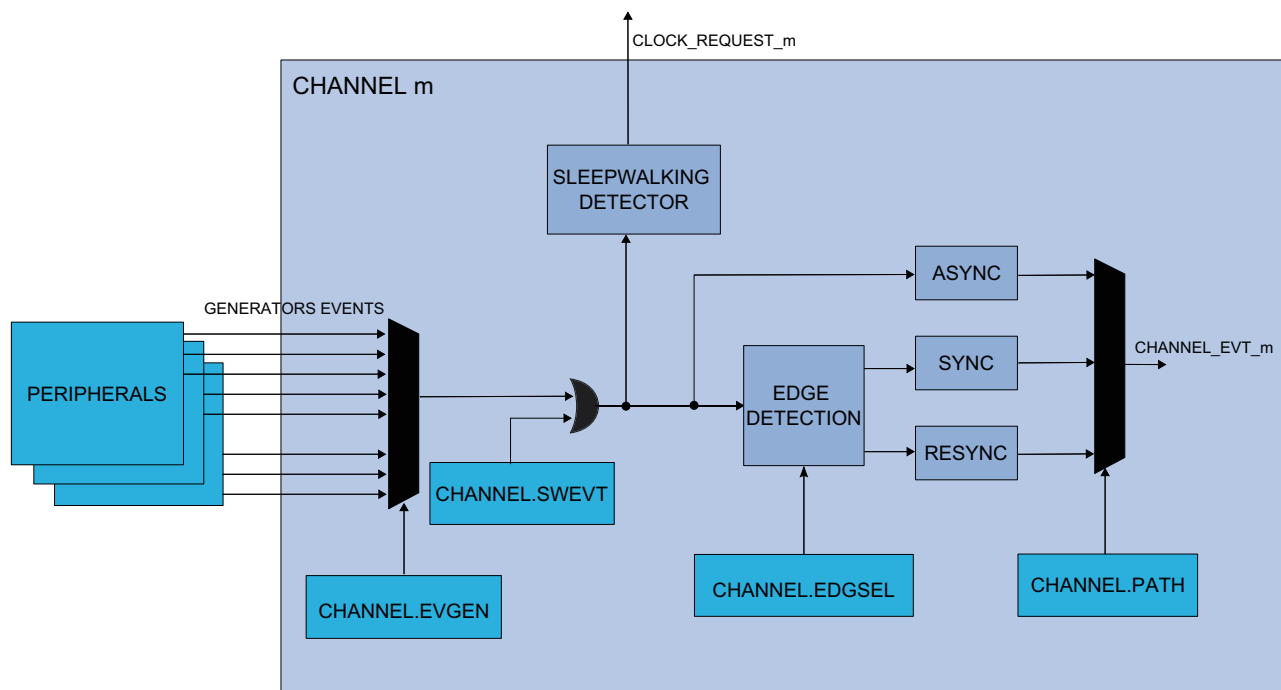 CLOCK_REQUEST_m
CHANNEL m
SLEEPWALKING
DETECTOR
ASYNC
GENERATORS EVENTS
CHANNEL_EVT_m
PERIPHERALS
EDGE
DETECTION
SYNC
RESYNC
CHANNEL.SWEVT
CHANNEL.EDGSEL
CHANNEL.PATH
CHANNEL.EVGEN